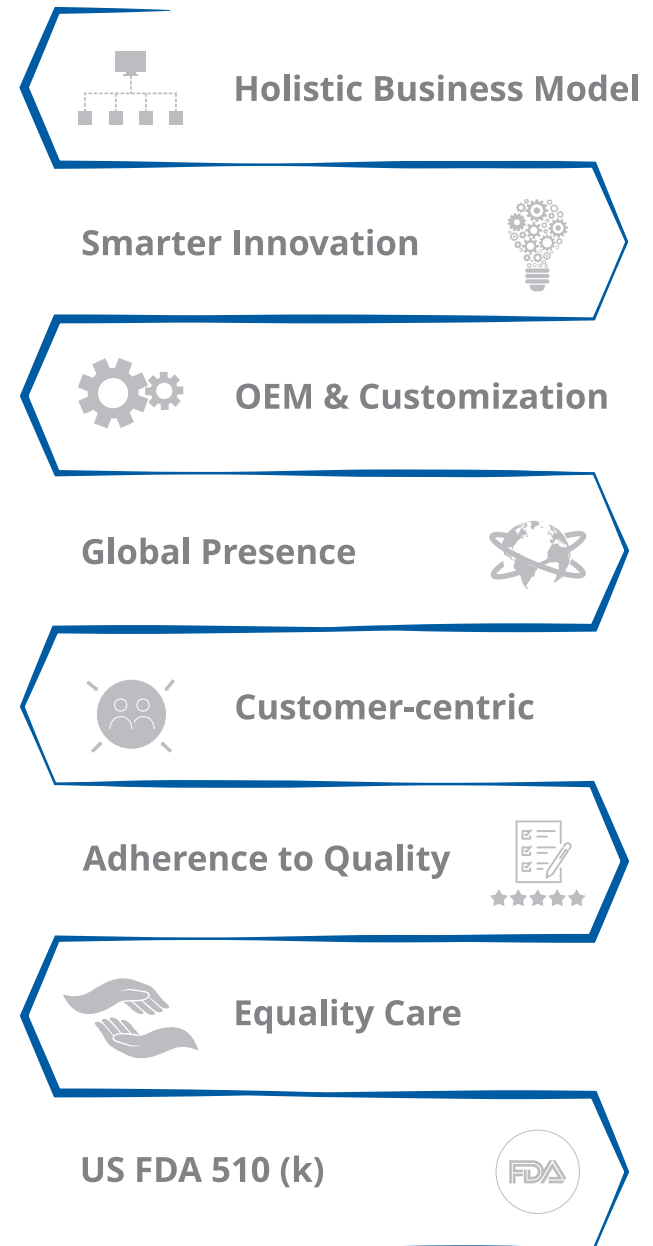 Holistic Business Model
Smarter Innovation
OEM & Customization
Global Presence
Customer-centric
Adherence to Quality
Equality Care
US FDA 510 (k)
FDA